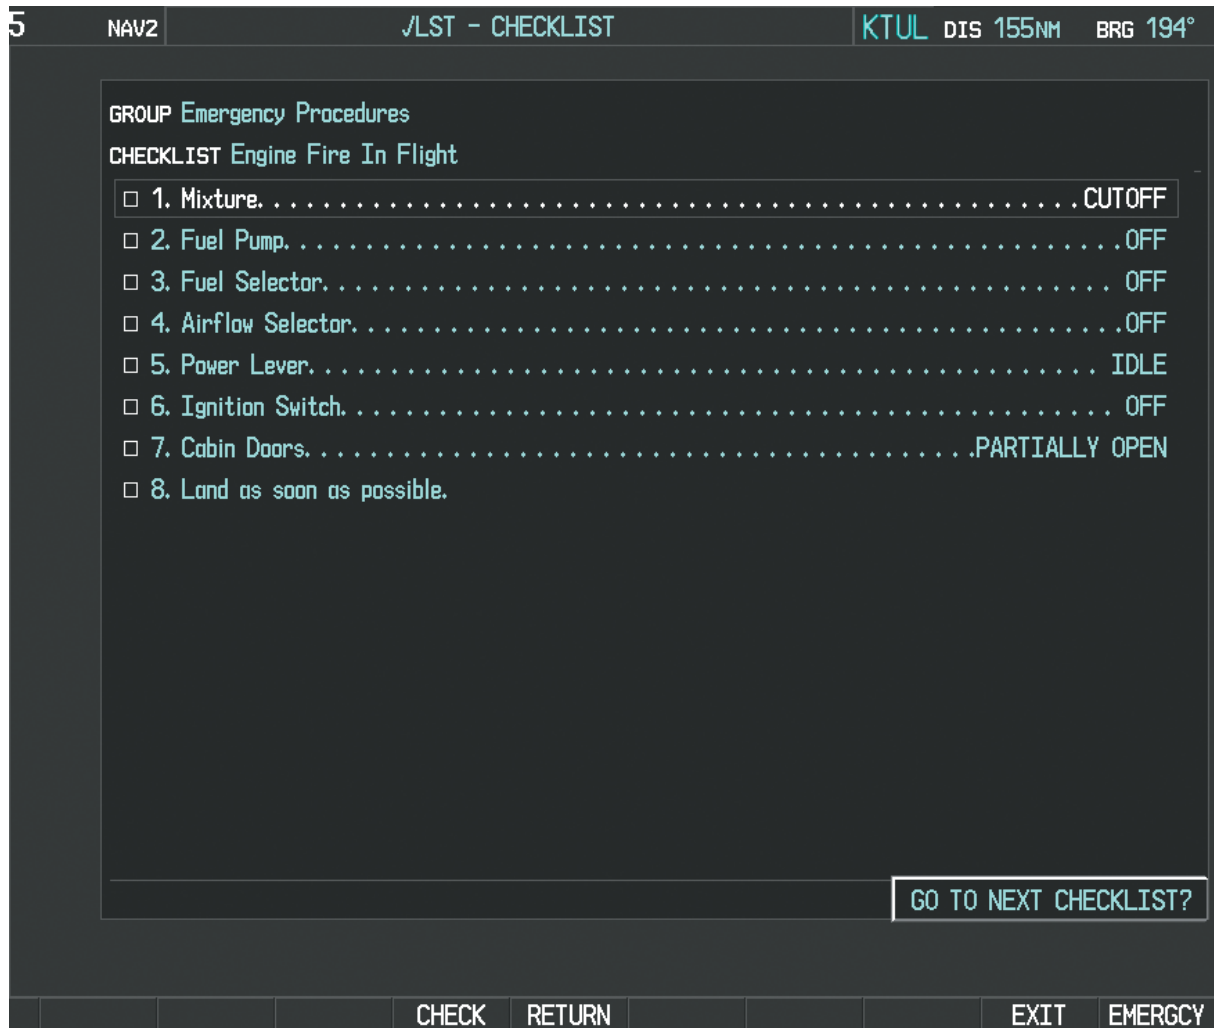 5 NAV2 √LST - CHECKLIST KTUL DIS 155NM BRG 194°
GROUP Emergency Procedures
CHECKLIST Engine Fire In Flight
1. Mixture. . . . . . . . . . . . . . . . . . . . . . . . . . . . . . . . . . . . . . . . . . . . . . . . . . . . . . CUTOFF
2. Fuel Pump. . . . . . . . . . . . . . . . . . . . . . . . . . . . . . . . . . . . . . . . . . . . . . . . . . . . . . .OFF
3. Fuel Selector. . . . . . . . . . . . . . . . . . . . . . . . . . . . . . . . . . . . . . . . . . . . . . . . . . . . OFF
4. Airflow Selector. . . . . . . . . . . . . . . . . . . . . . . . . . . . . . . . . . . . . . . . . . . . . . . . . .OFF
5. Power Lever. . . . . . . . . . . . . . . . . . . . . . . . . . . . . . . . . . . . . . . . . . . . . . . . . . . . IDLE
6. Ignition Switch. . . . . . . . . . . . . . . . . . . . . . . . . . . . . . . . . . . . . . . . . . . . . . . . . . . OFF
7. Cabin Doors. . . . . . . . . . . . . . . . . . . . . . . . . . . . . . . . . . . . . . . . . . . .PARTIALLY OPEN
8. Land as soon as possible.
GO TO NEXT CHECKLIST?
CHECK RETURN EXIT EMERGCY